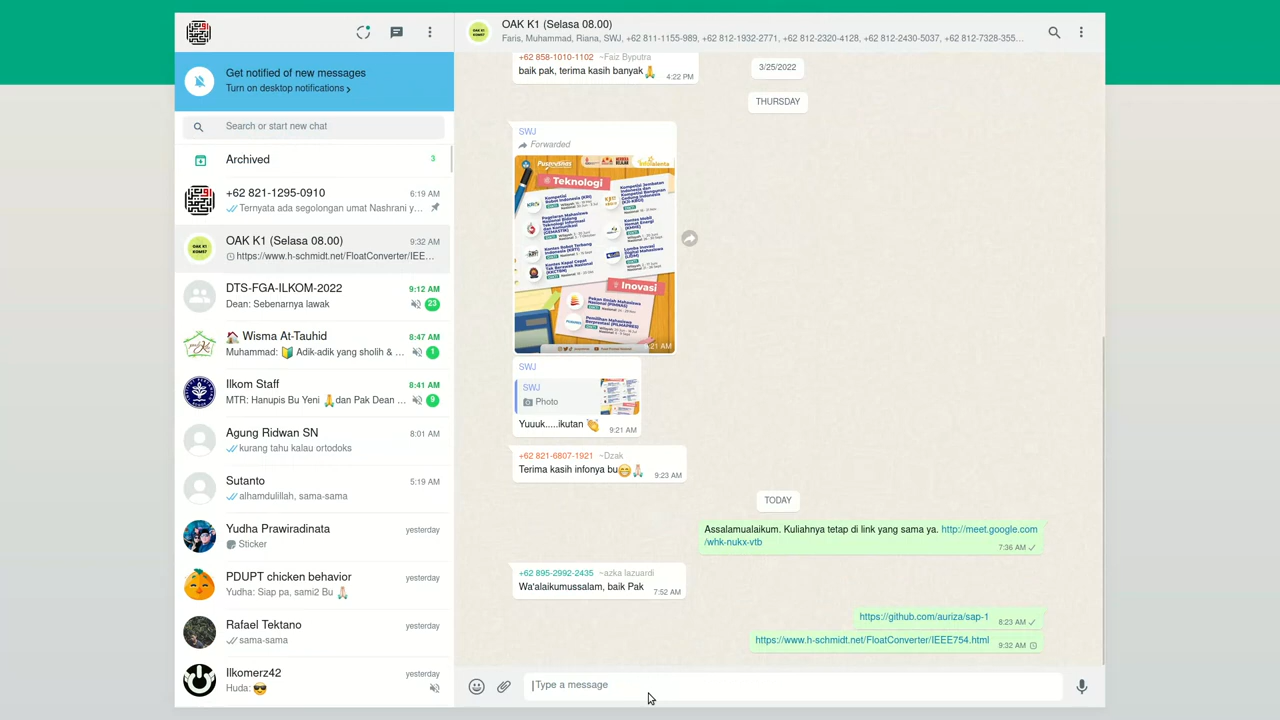 Get notified of new messages
Turn on desktop notifications ›
Search or start new chat
Archived
3
+62 821-1295-0910
6:19 AM
Ternyata ada segolongan umat Nashrani y…
OAK K1 (Selasa 08.00)
9:32 AM
https://www.h-schmidt.net/FloatConverter/IEE…
DTS-FGA-ILKOM-2022
9:12 AM
Dean: Sebenarnya lawak
23
🏠 Wisma At-Tauhid
8:47 AM
Muhammad: 🔰 Adik-adik yang sholih & …
1
Ilkom Staff
8:41 AM
MTR: Hanupis Bu Yeni 🙏dan Pak Dean …
9
Agung Ridwan SN
8:01 AM
kurang tahu kalau ortodoks
Sutanto
5:19 AM
alhamdulillah, sama-sama
Yudha Prawiradinata
yesterday
Sticker
PDUPT chicken behavior
yesterday
Yudha: Siap pa, sami2 Bu 🙏🏻
Rafael Tektano
yesterday
sama-sama
Ilkomerz42
yesterday
Huda: 😎
OAK K1 (Selasa 08.00)
Faris, Muhammad, Riana, SWJ, +62 811-1155-989, +62 812-1932-2771, +62 812-2320-4128, +62 812-2430-5037, +62 812-7328-355…
+62 858-1010-1102 ~Faiz Byputra
baik pak, terima kasih banyak🙏
4:22 PM
3/25/2022
THURSDAY
SWJ
Forwarded
Teknologi
Inovasi
SWJ
SWJ
Photo
Yuuuk.....ikutan 👏
9:21 AM
+62 821-6807-1921 ~Dzak
Terima kasih infonya bu😁🙏🏻
9:23 AM
TODAY
Assalamualaikum. Kuliahnya tetap di link yang sama ya. http://meet.google.com
/whk-nukx-vtb
7:36 AM
+62 895-2992-2435 ~azka lazuardi
Wa'alaikumussalam, baik Pak
7:52 AM
https://github.com/auriza/sap-1
8:23 AM
https://www.h-schmidt.net/FloatConverter/IEEE754.html
9:32 AM
Type a message